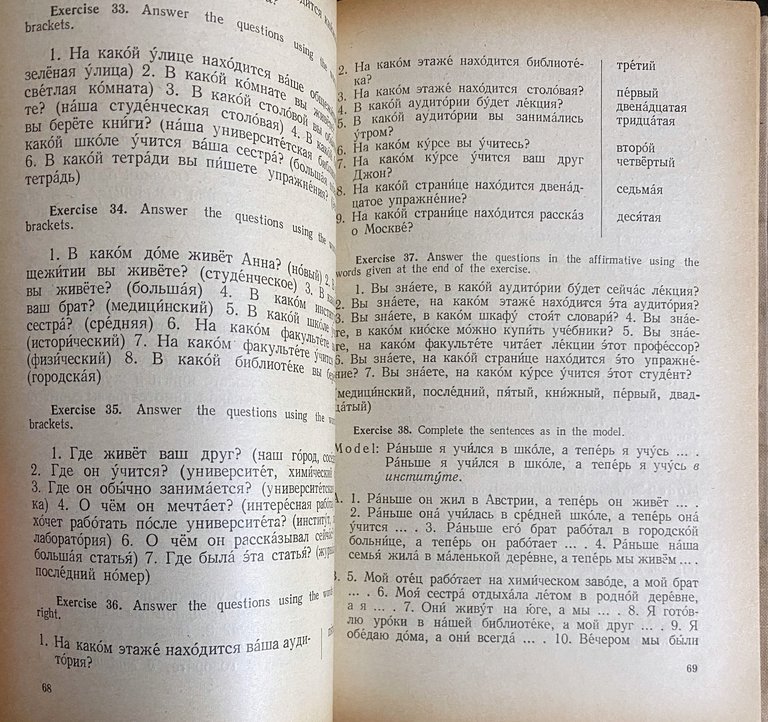 Exercise 33. Answer the questions using the
brackets.
1. На како́й у́лице нахо́дится ва́ше
зелёная у́лица) 2. В како́й ко́мнате вы
све́тлая ко́мната) 3. В како́й столо́вой вы
те? (на́ша студе́нческая столо́вая) 4. В
вы берёте кни́ги? (на́ша университе́тская
како́й шко́ле у́чится ва́ша сестра́?
6. В како́й тетра́ди вы пи́шете упражне́ния?
тетра́дь)
Exercise 34. Answer the questions using the
brackets.
1. В како́м до́ме живёт А́нна? (но́вый) 2. В
щежи́тии вы живёте? (студе́нческое) 3. В
вы живёте? (больша́я) 4. В како́м
ваш брат? (медици́нский) 5. В како́й шко́ле
сестра́? (сре́дняя) 6. На како́м факульте́те
(истори́ческий) 7. На како́м факульте́те
(физи́ческий) 8. В како́й библиоте́ке вы
(городска́я)
Exercise 35. Answer the questions using the
brackets.
1. Где живёт ваш друг? (наш го́род,
2. Где он у́чится? (университе́т, хими́ческий
3. Где он обы́чно занима́ется? (университе́тская
ка) 4. О чём он мечта́ет? (интере́сная
хо́чет рабо́тать по́сле университе́та?
лаборато́рия) 6. О чём он расска́зывал
больша́я статья́) 7. Где была́ э́та статья́?
после́дний но́мер)
Exercise 36. Answer the questions using the
right.
1. На како́м этаже́ нахо́дится ва́ша ауди-
то́рия?
68
2. На како́м этаже́ нахо́дится библиоте́- тре́тий
ка?
3. На како́м этаже́ нахо́дится столо́вая? пе́рвый
4. В како́й аудито́рии бу́дет ле́кция? двена́дцатая
5. В како́й аудито́рии вы занима́лись тридца́тая
у́тром?
6. На како́м ку́рсе вы у́читесь? второ́й
7. На како́м ку́рсе у́чится ваш друг четвёртый
Джон?
8. На како́й страни́це нахо́дится двена́д- седьма́я
цатое упражне́ние?
9. На како́й страни́це нахо́дится расска́з деся́тая
о Москве́?
Exercise 37. Answer the questions in the affirmative using the
words given at the end of the exercise.
1. Вы зна́ете, в како́й аудито́рии бу́дет сейча́с ле́кция?
2. Вы зна́ете, на како́м этаже́ нахо́дится э́та аудито́рия?
3. Вы зна́ете, в како́м шкафу́ стоя́т словари́? 4. Вы зна́е-
те, в како́м кио́ске мо́жно купи́ть уче́бники? 5. Вы зна́е-
те, на како́м факульте́те чита́ет ле́кции э́тот профе́ссор?
6. Вы зна́ете, на како́й страни́це нахо́дится э́то упражне́-
ние? 7. Вы зна́ете, на како́м ку́рсе у́чится э́тот студе́нт?
(медици́нский, после́дний, пя́тый, кни́жный, пе́рвый, двад-
ца́тый)
Exercise 38. Complete the sentences as in the model.
Model: Ра́ньше я учи́лся в шко́ле, а тепе́рь я учу́сь ... .
Ра́ньше я учи́лся в шко́ле, а тепе́рь я учу́сь в
институ́те.
1. Ра́ньше он жил в А́встрии, а тепе́рь он живёт ... .
2. Ра́ньше она́ учи́лась в сре́дней шко́ле, а тепе́рь она́
у́чится ... . 3. Ра́ньше его́ брат рабо́тал в городско́й
больни́це, а тепе́рь он рабо́тает ... . 4. Ра́ньше на́ша
семья́ жила́ в ма́ленькой дере́вне, а тепе́рь мы живём ... .
5. Мой оте́ц рабо́тает на хими́ческом заво́де, а мой брат
... . 6. Моя́ сестра́ отдыха́ла ле́том в родно́й дере́вне,
а я ... . 7. Они́ живу́т на ю́ге, а мы ... . 8. Я гото́в-
лю уро́ки в на́шей библиоте́ке, а мой друг ... . 9. Я
обе́даю до́ма, а они́ всегда́ ... . 10. Ве́чером мы бы́ли
69